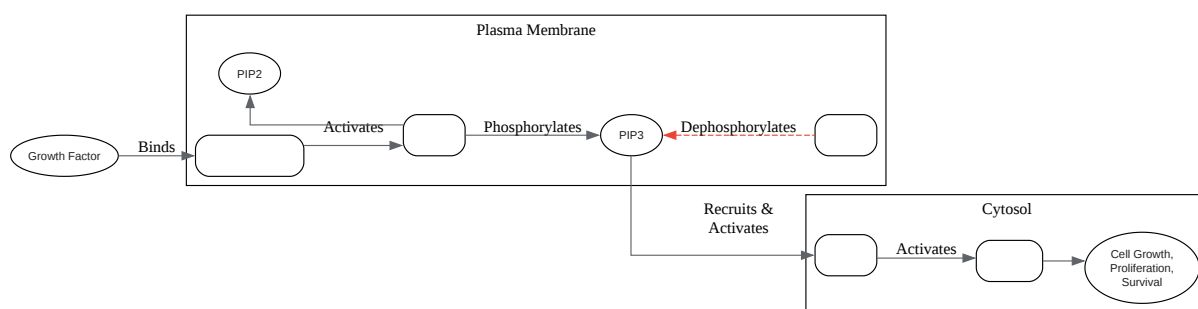 Plasma Membrane
PIP2
Activates
Phosphorylates
PIP3
Dephosphorylates
Growth Factor
Binds
Recruits &
Activates
Cytosol
Activates
Cell Growth,
Proliferation,
Survival